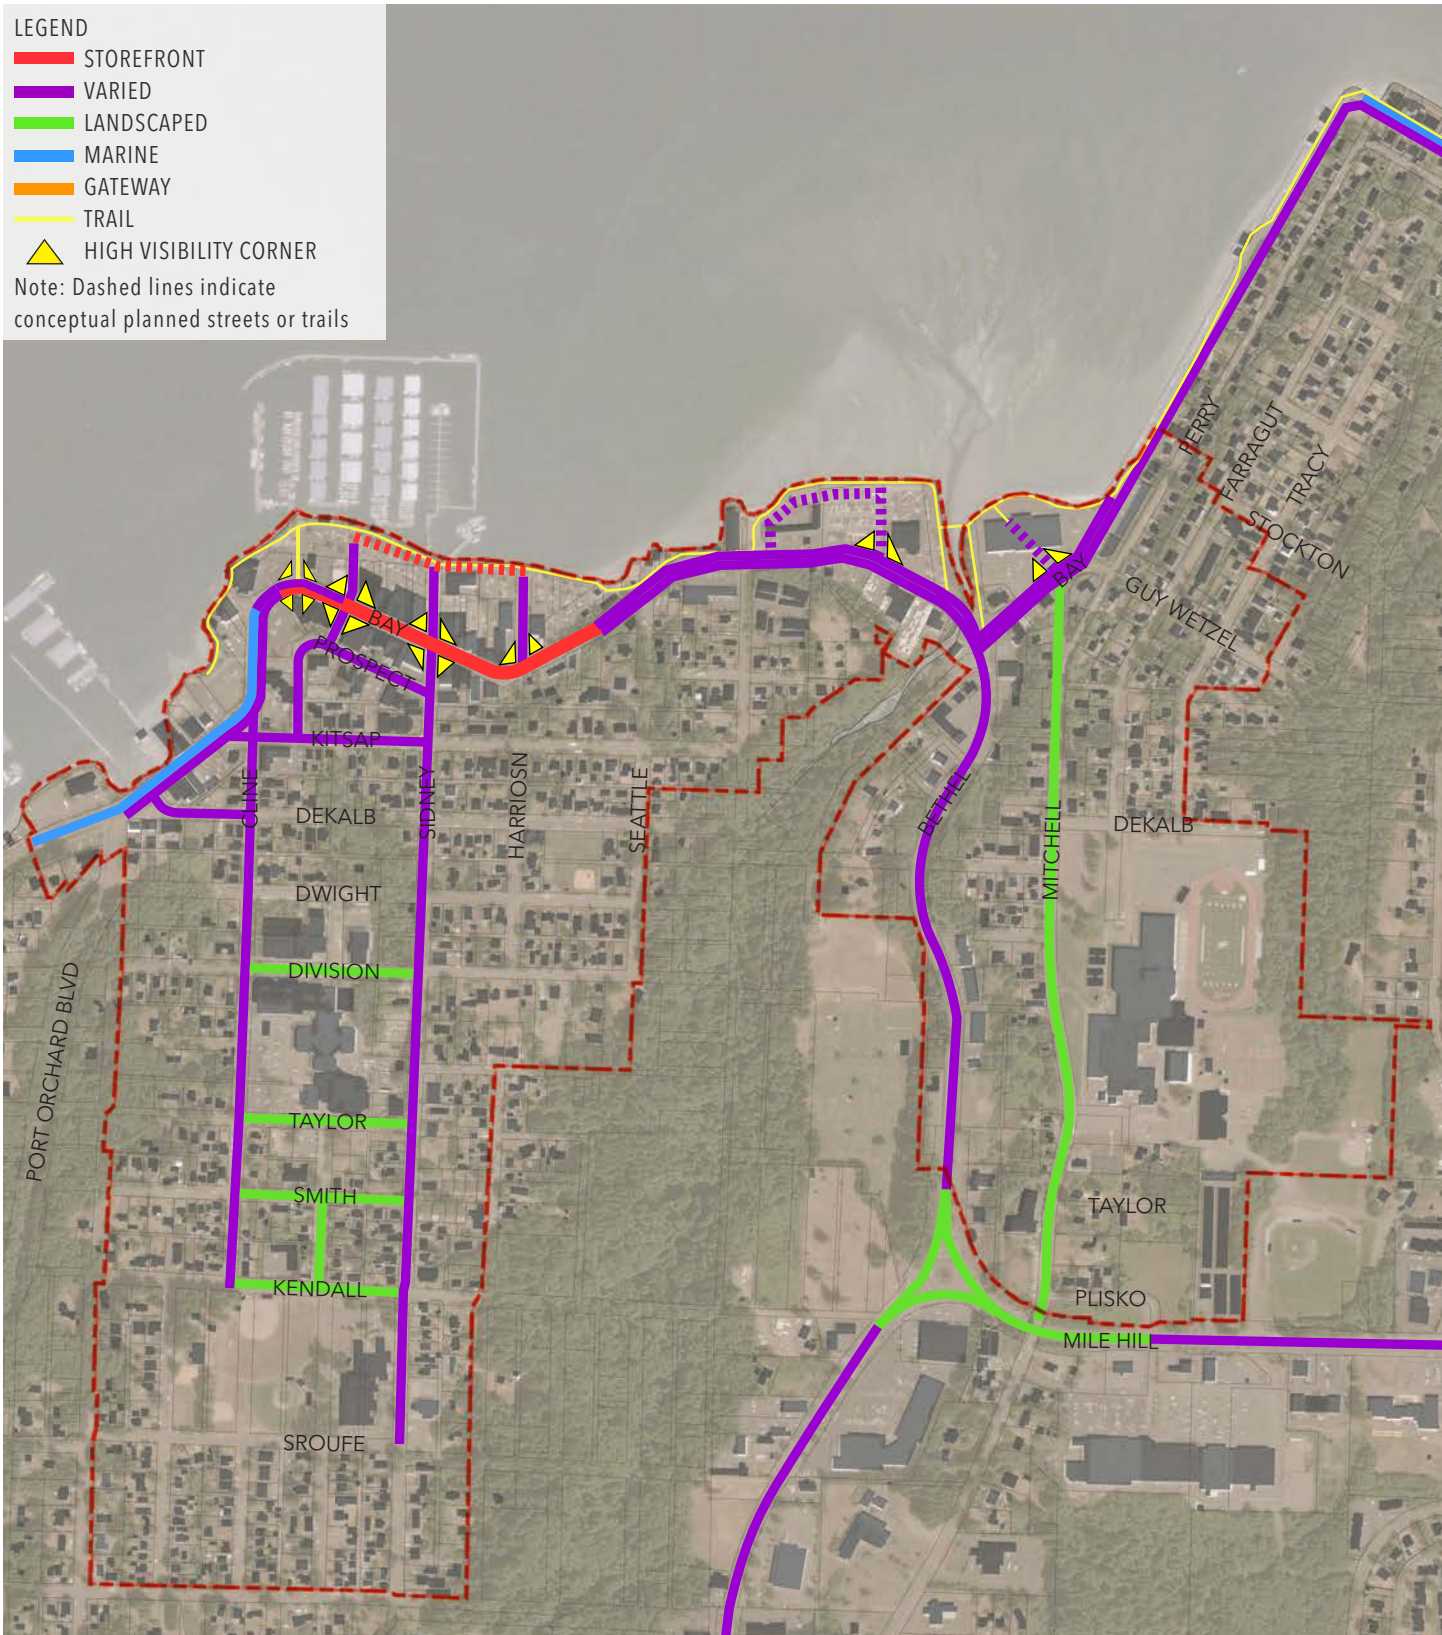 LEGEND
STOREFRONT
VARIED
LANDSCAPED
MARINE
GATEWAY
TRAIL
HIGH VISIBILITY CORNER
Note: Dashed lines indicate
conceptual planned streets or trails
PERRY
FARRAGUT
TRACY
STOCKTON
BAY
GUY WETZEL
BAY
PROSPECT
KITSAP
CLINE
SIDNEY
HARRIOSN
SEATTLE
DEKALB
BETHEL
MITCHELL
DEKALB
DWIGHT
DIVISION
PORT ORCHARD BLVD
TAYLOR
SMITH
TAYLOR
KENDALL
PLISKO
MILE HILL
SROUFE